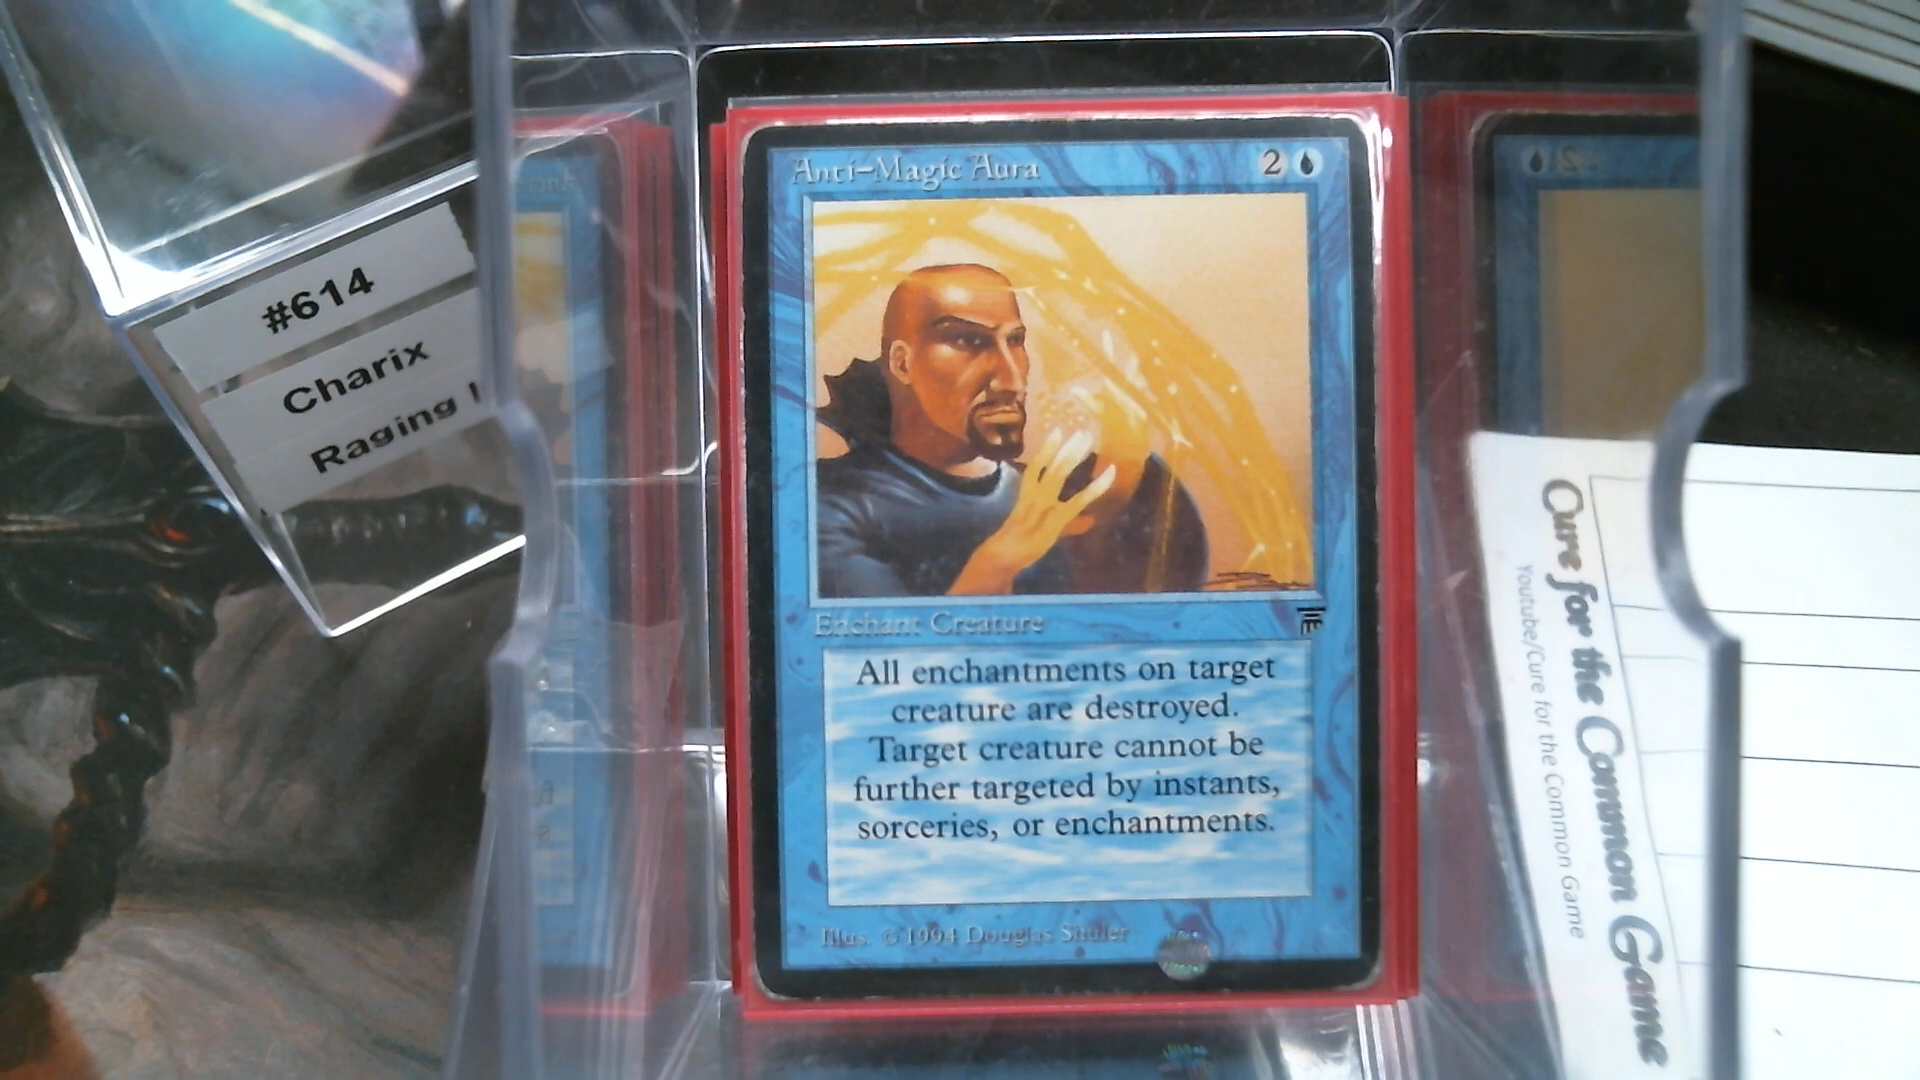 #614
Charix
Raging
Anti-Magic Aura
2
Enchant Creature
All enchantments on target
creature are destroyed.
Target creature cannot be
further targeted by instants,
sorceries, or enchantments.
Illus. © 1994 Douglas Shuler
Cure for the Common Game
Youtube/Cure for the Common Game